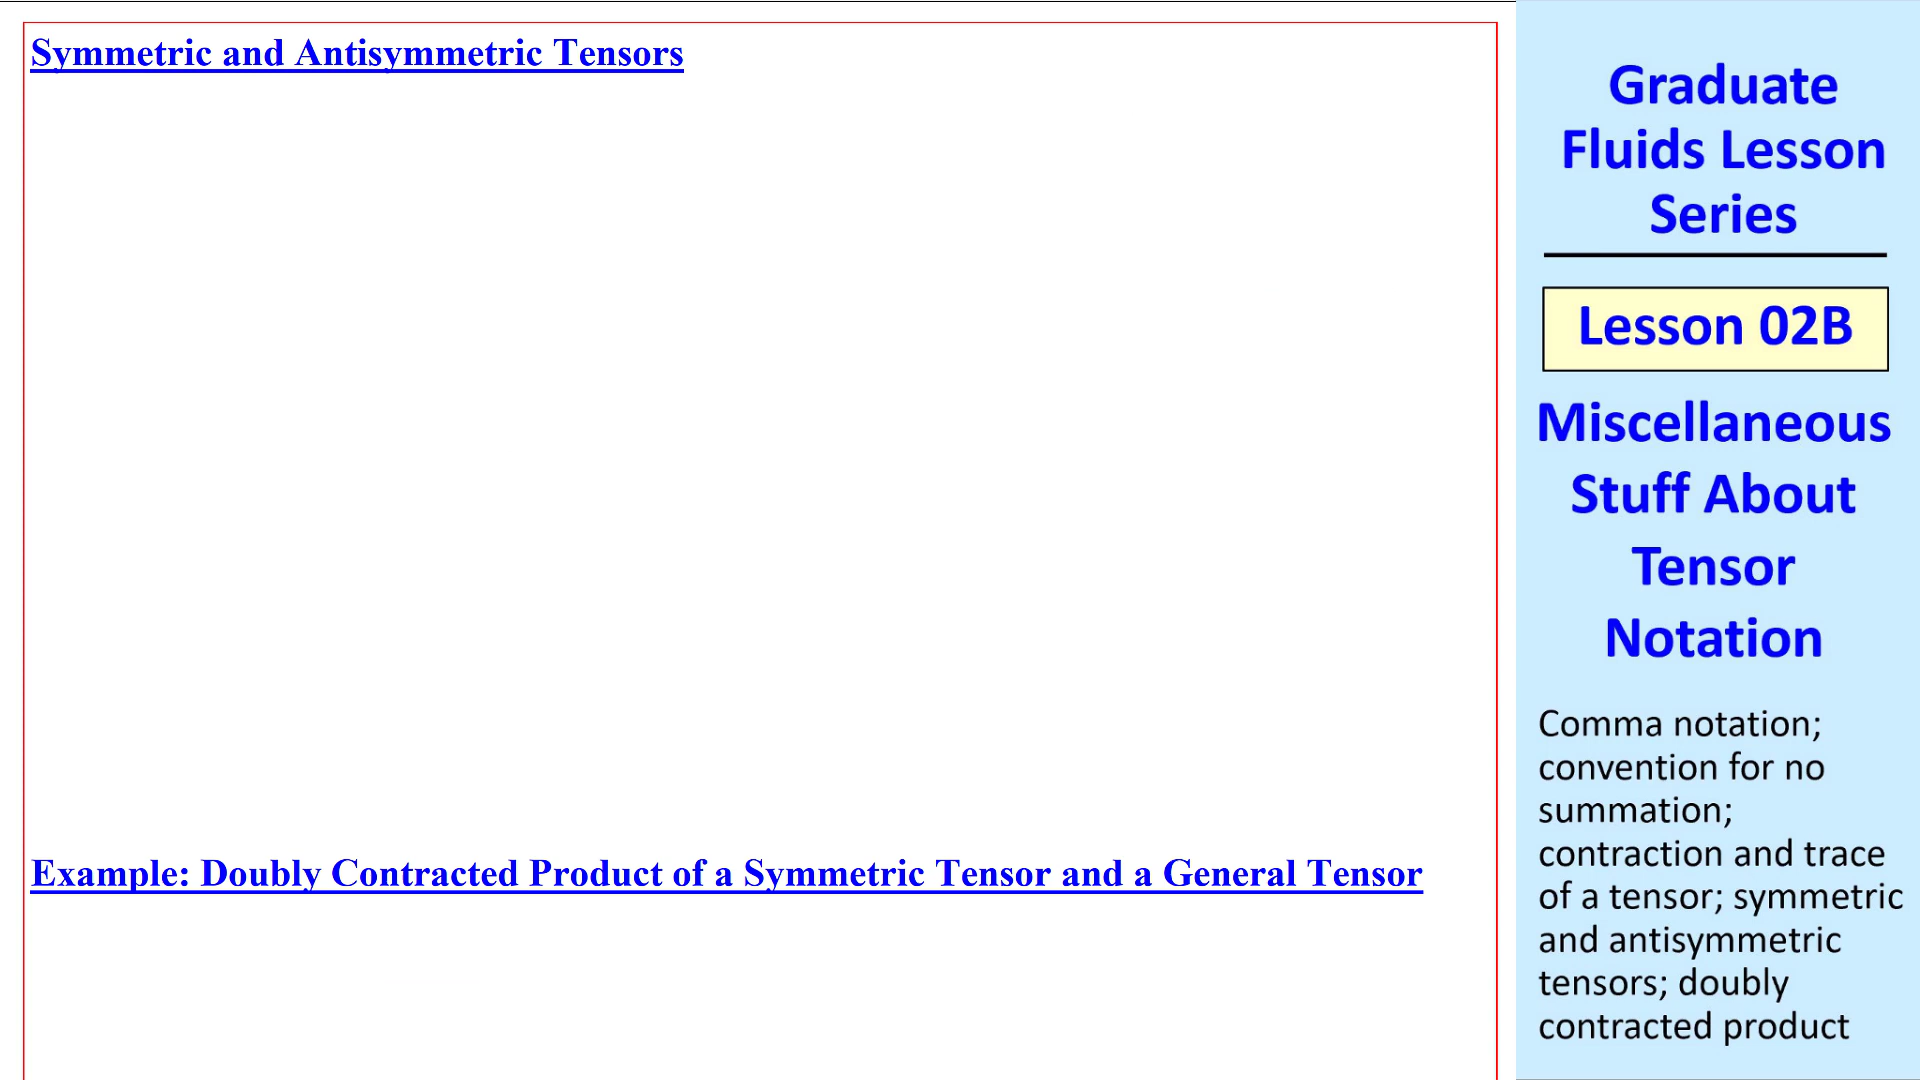 Symmetric and Antisymmetric Tensors
Example: Doubly Contracted Product of a Symmetric Tensor and a General Tensor
Graduate
Fluids Lesson
Series
Lesson 02B
Miscellaneous
Stuff About
Tensor
Notation
Comma notation;
convention for no
summation;
contraction and trace
of a tensor; symmetric
and antisymmetric
tensors; doubly
contracted product